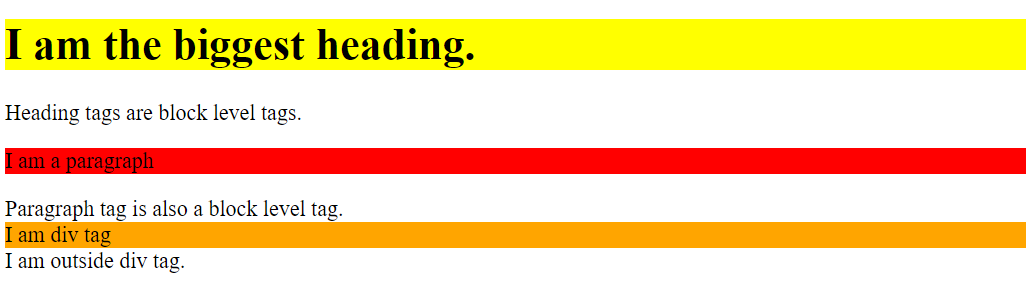 I am the biggest heading.
Heading tags are block level tags.
I am a paragraph
Paragraph tag is also a block level tag.
I am div tag
I am outside div tag.